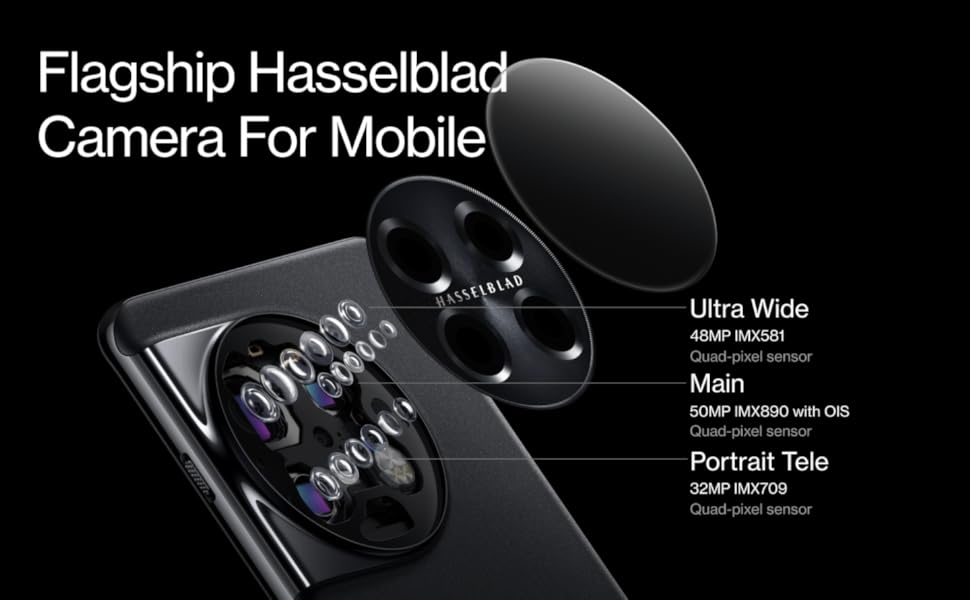 Flagship Hasselblad
Camera For Mobile
HASSELBLAD
Ultra Wide
48MP IMX581
Quad-pixel sensor
Main
50MP IMX890 with OIS
Quad-pixel sensor
Portrait Tele
32MP IMX709
Quad-pixel sensor